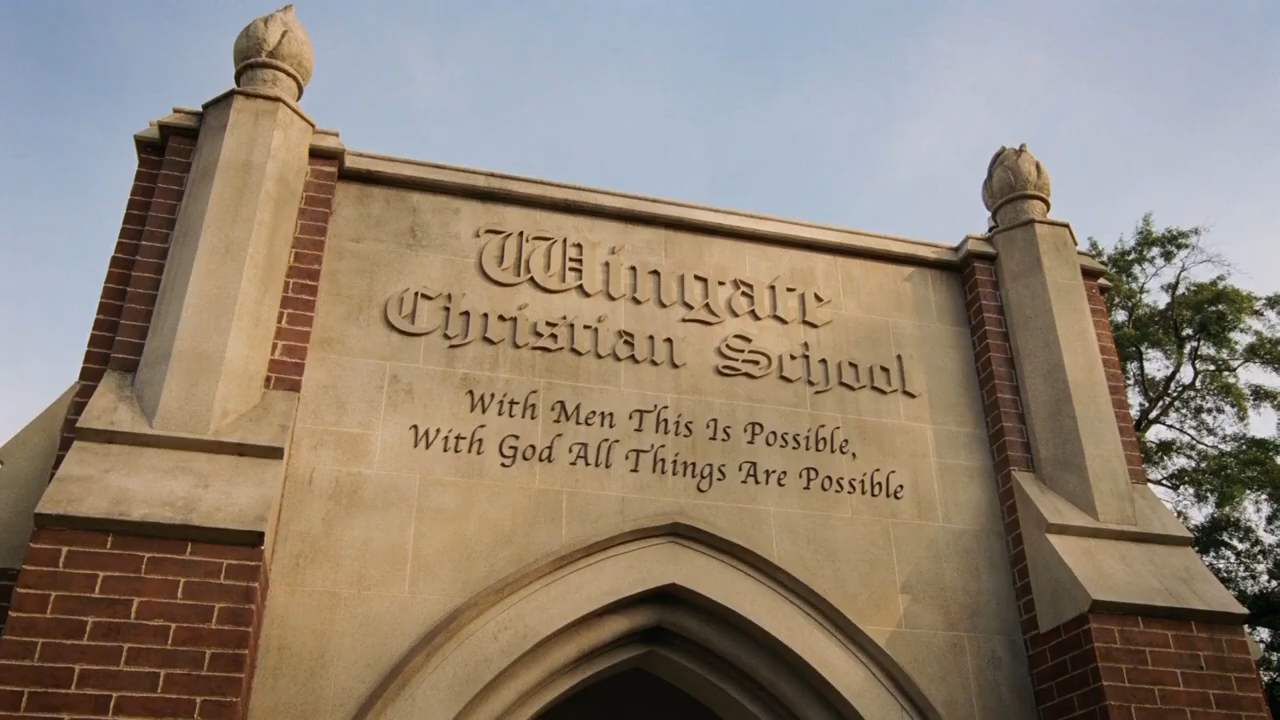 Wingate
Christian School
With Men This Is Possible,
With God All Things Are Possible